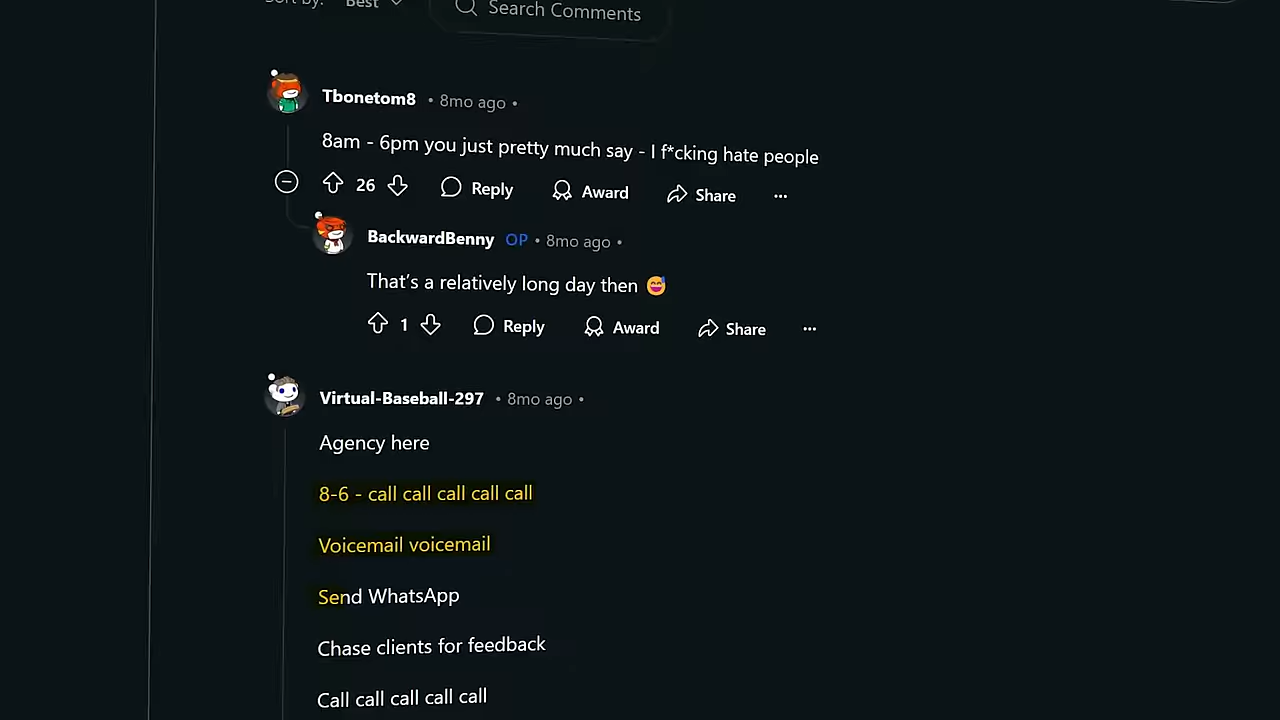 Sort by: Best
Search Comments
Tbonetom8 • 8mo ago •
8am - 6pm you just pretty much say - I f*cking hate people
26 Reply Award Share ...
BackwardBenny OP • 8mo ago •
That's a relatively long day then 😅
1 Reply Award Share ...
Virtual-Baseball-297 • 8mo ago •
Agency here
8-6 - call call call call call
Voicemail voicemail
Send WhatsApp
Chase clients for feedback
Call call call call call